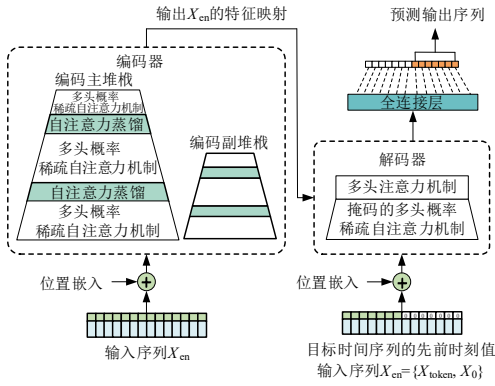 输出Xen的特征映射
预测输出序列
编码器
编码主堆栈
多头概率
稀疏自注意力机制
自注意力蒸馏
多头概率
稀疏自注意力机制
自注意力蒸馏
多头概率
稀疏自注意力机制
编码副堆栈
全连接层
解码器
多头注意力机制
掩码的多头概率
稀疏自注意力机制
位置嵌入
+
位置嵌入
+
输入序列Xen
0 0 0 0 0 0 0
目标时间序列的先前时刻值
输入序列Xen={Xtoken, X0}